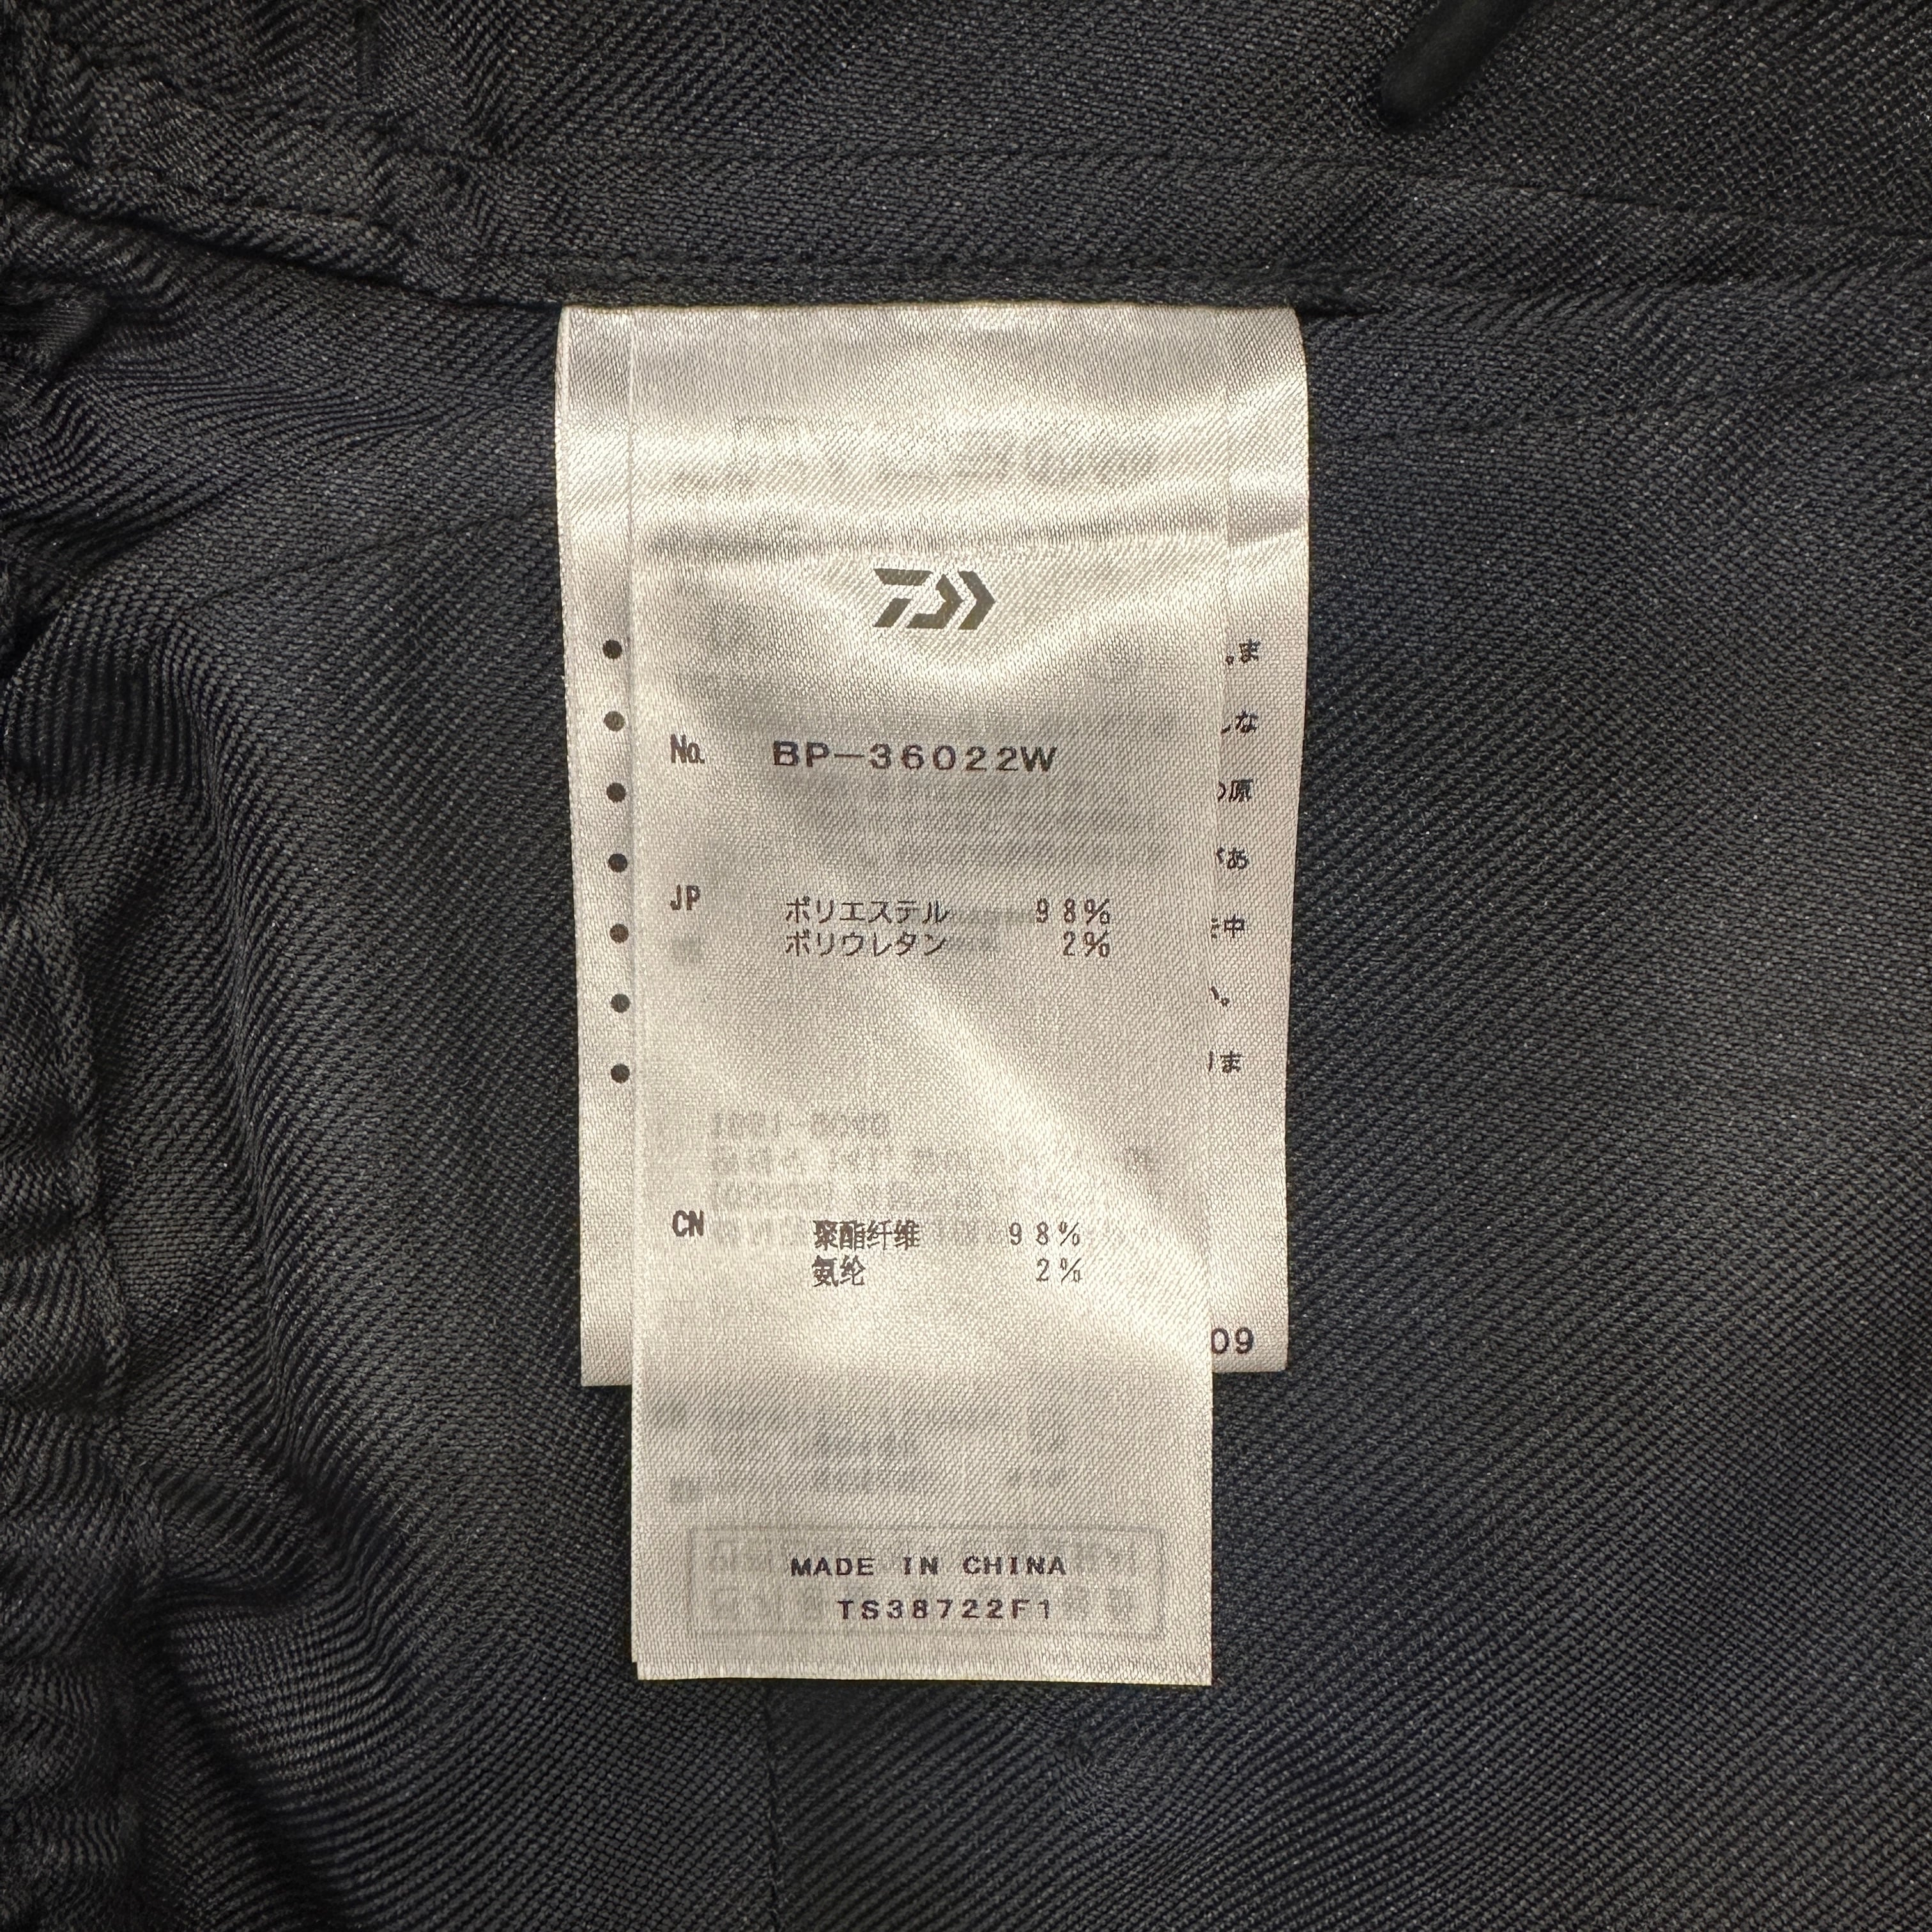 No. BP-36022W
JP ポリエステル 98%
ポリウレタン 2%
CN 聚酯纤维 98%
氨纶 2%
09
MADE IN CHINA
TS38722F1